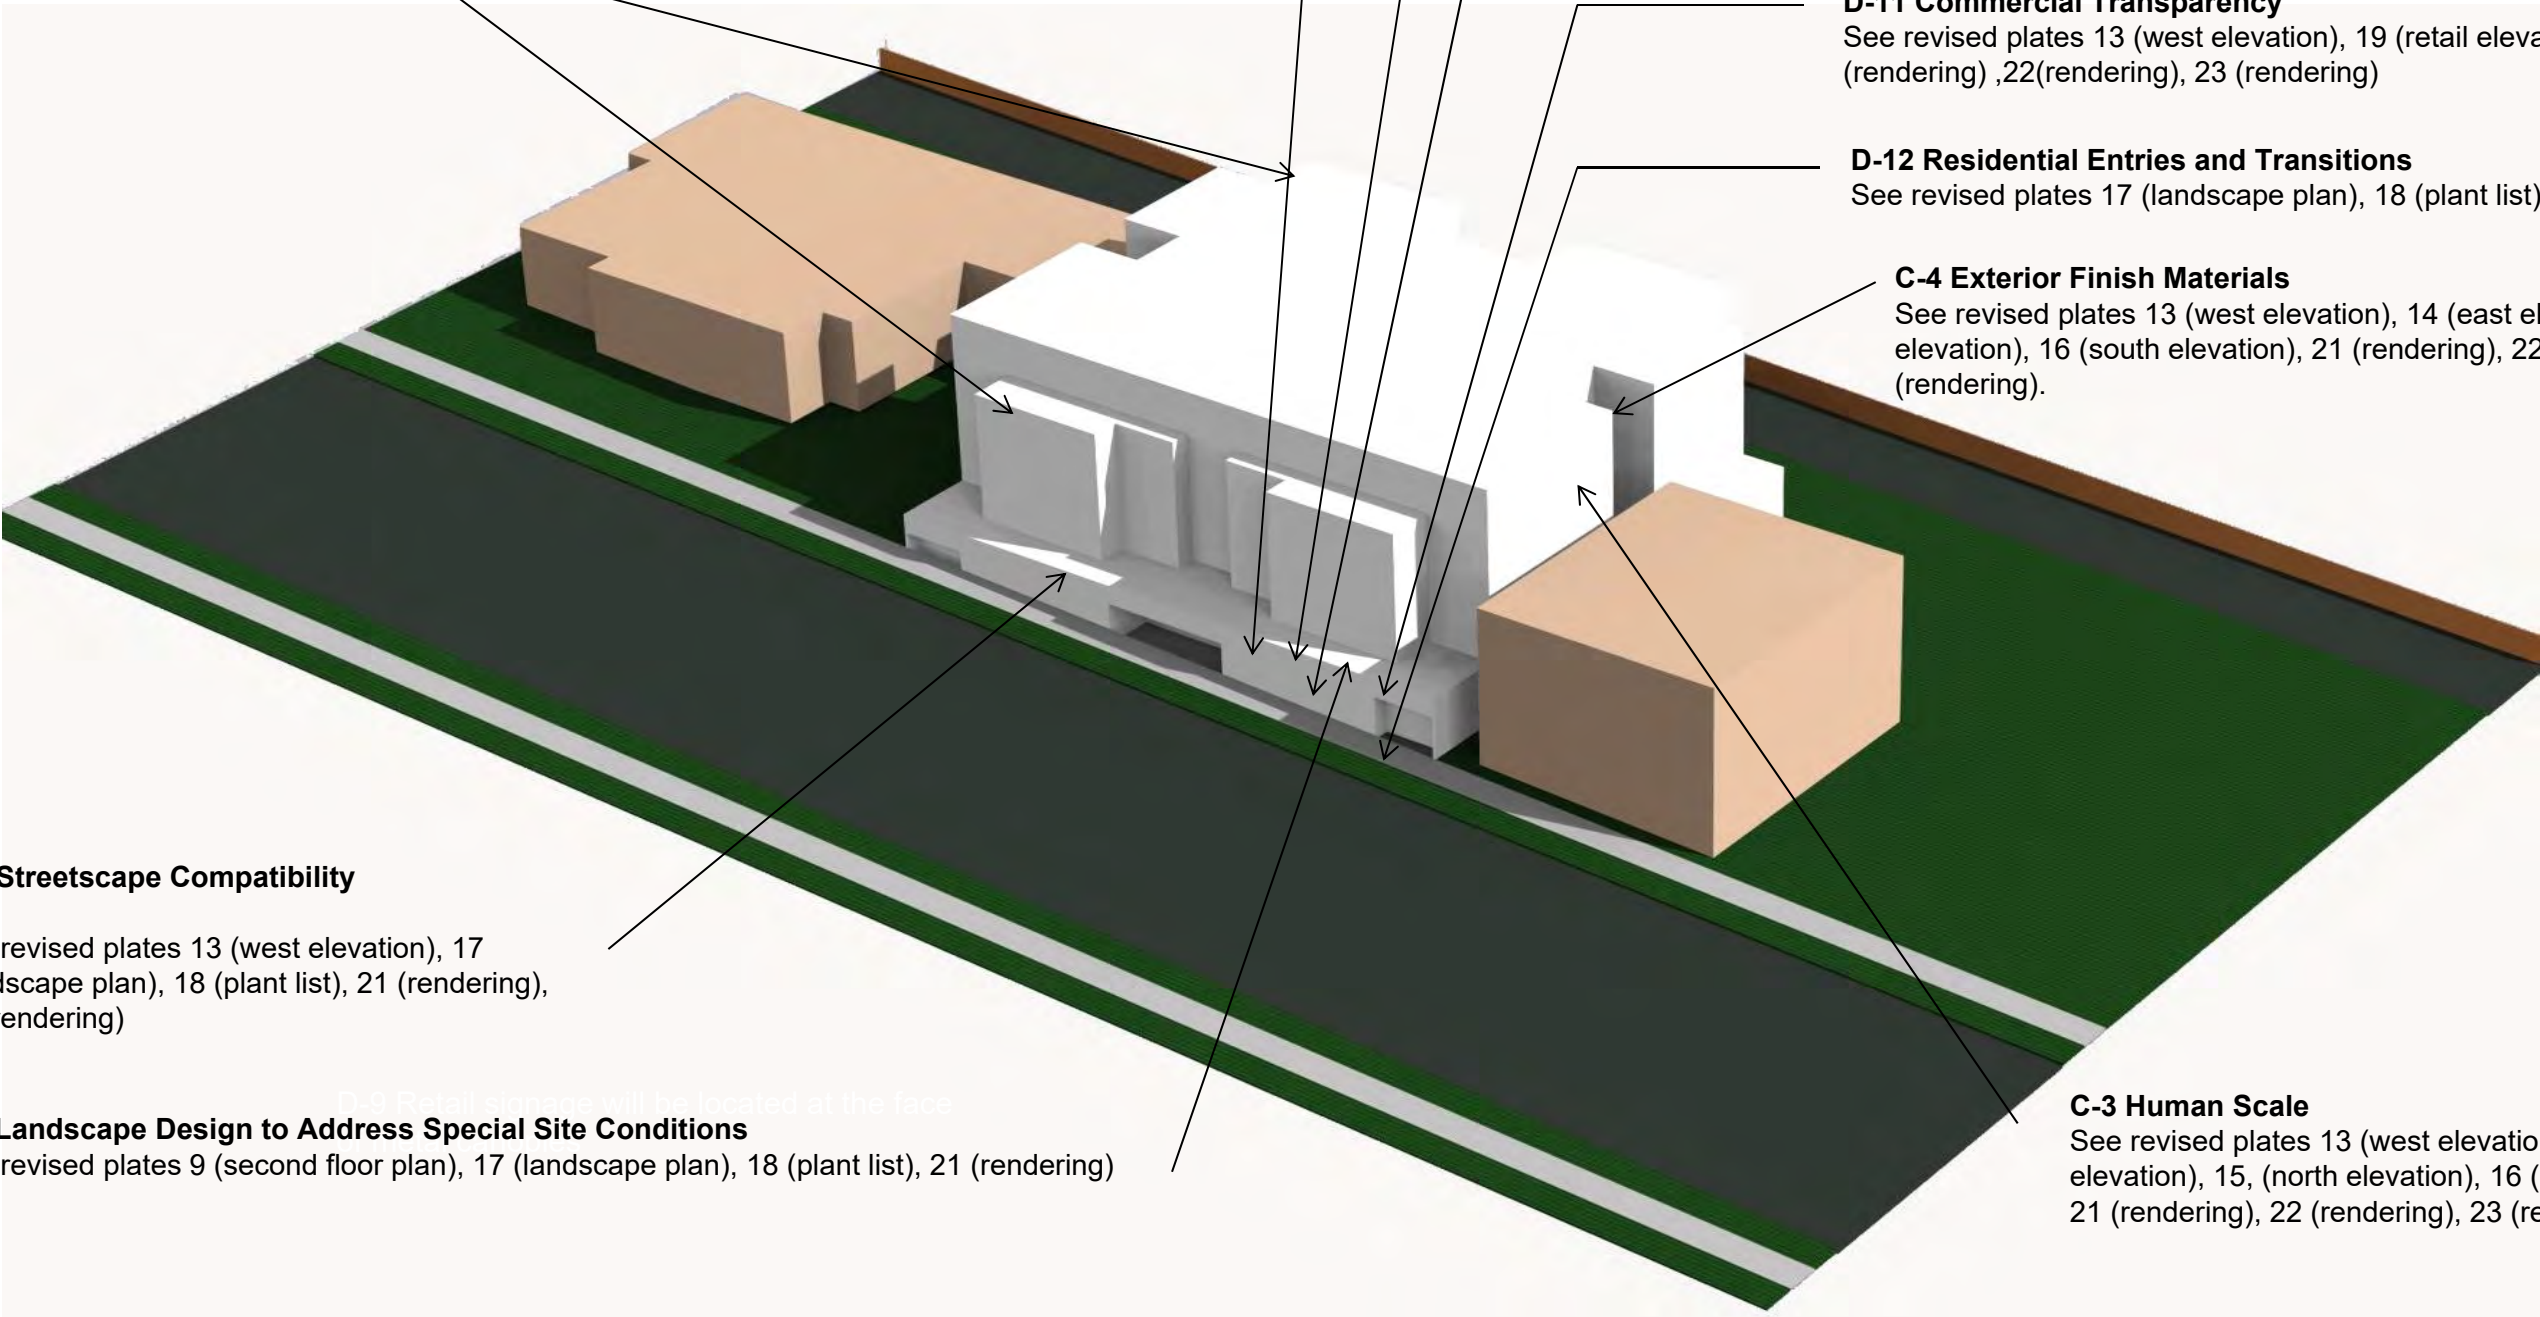 D-11 Commercial Transparency
See revised plates 13 (west elevation), 19 (retail eleva
(rendering) ,22(rendering), 23 (rendering)
D-12 Residential Entries and Transitions
See revised plates 17 (landscape plan), 18 (plant list)
C-4 Exterior Finish Materials
See revised plates 13 (west elevation), 14 (east el
elevation), 16 (south elevation), 21 (rendering), 22
(rendering).
Streetscape Compatibility
revised plates 13 (west elevation), 17
dscape plan), 18 (plant list), 21 (rendering),
endering)
D-9 Retail signage will be located at the face
Landscape Design to Address Special Site Conditions
revised plates 9 (second floor plan), 17 (landscape plan), 18 (plant list), 21 (rendering)
C-3 Human Scale
See revised plates 13 (west elevatio
elevation), 15, (north elevation), 16 (
21 (rendering), 22 (rendering), 23 (re